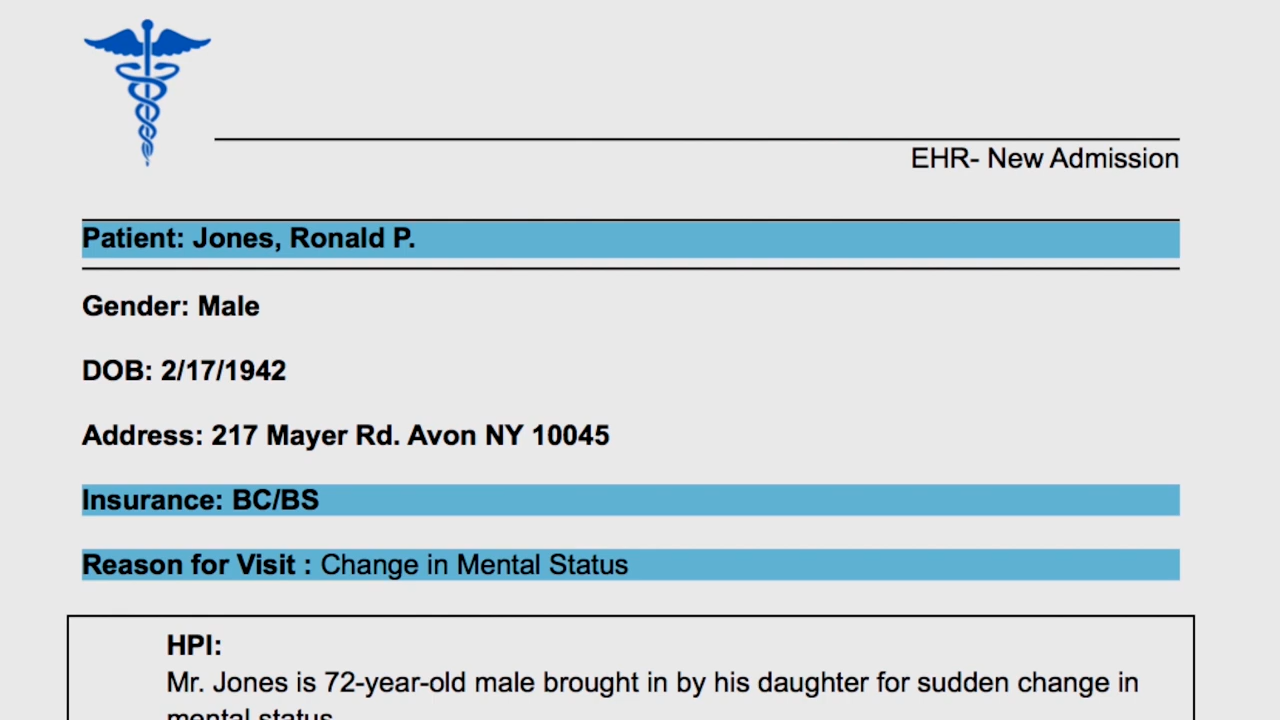 EHR- New Admission
Patient: Jones, Ronald P.
Gender: Male
DOB: 2/17/1942
Address: 217 Mayer Rd. Avon NY 10045
Insurance: BC/BS
Reason for Visit : Change in Mental Status
HPI:
Mr. Jones is 72-year-old male brought in by his daughter for sudden change in
mental status.